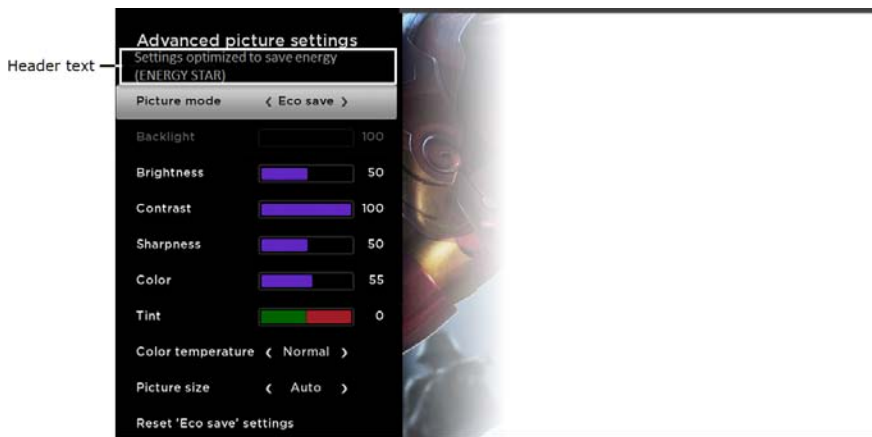 Advanced picture settings
Header text
Settings optimized to save energy
(ENERGY STAR)
Picture mode ‹ Eco save ›
Backlight 100
Brightness 50
Contrast 100
Sharpness 50
Color 55
Tint 0
Color temperature ‹ Normal ›
Picture size ‹ Auto ›
Reset 'Eco save' settings